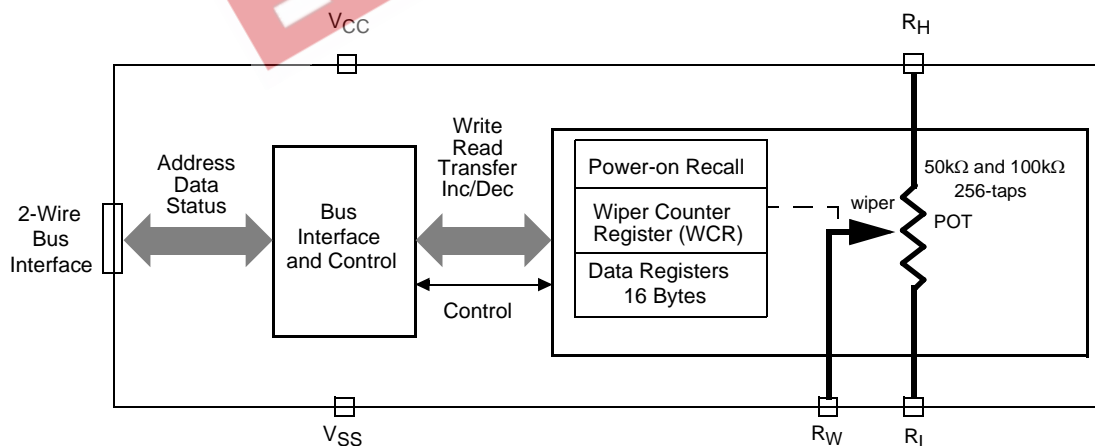 VCC
RH
Write
Read
Transfer
Inc/Dec
Address
Data
Status
Power-on Recall
50kΩ and 100kΩ
256-taps
wiper
POT
2-Wire
Bus
Interface
Bus
Interface
and Control
Wiper Counter
Register (WCR)
Data Registers
16 Bytes
Control
VSS
RW
RL